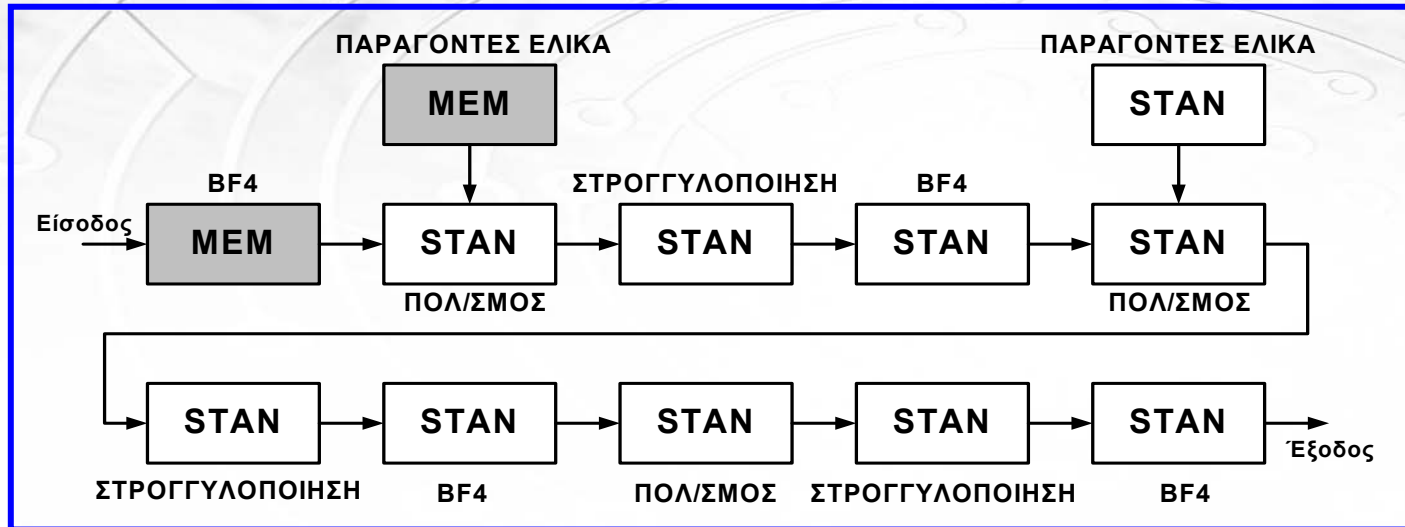 ΠΑΡΑΓΟΝΤΕΣ ΕΛΙΚΑ ΠΑΡΑΓΟΝΤΕΣ ΕΛΙΚΑ
MEM STAN
BF4 ΣΤΡΟΓΓΥΛΟΠΟΙΗΣΗ BF4
Είσοδος MEM STAN STAN STAN STAN
ΠΟΛ/ΣΜΟΣ ΠΟΛ/ΣΜΟΣ
STAN STAN STAN STAN STAN Έξοδος
ΣΤΡΟΓΓΥΛΟΠΟΙΗΣΗ BF4 ΠΟΛ/ΣΜΟΣ ΣΤΡΟΓΓΥΛΟΠΟΙΗΣΗ BF4